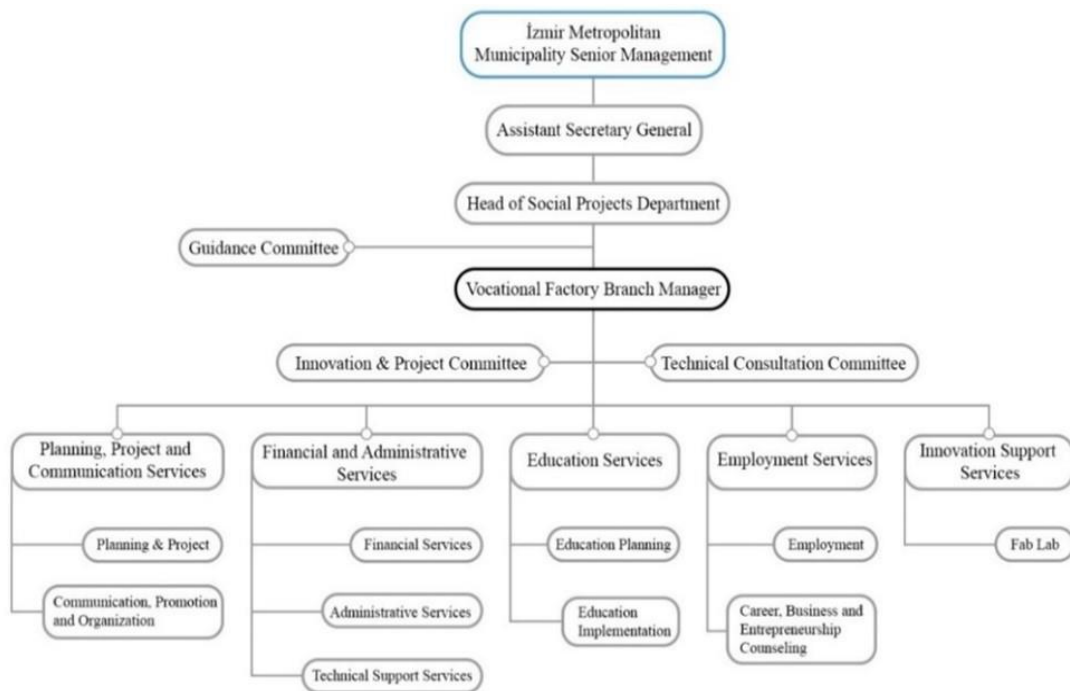 İzmir Metropolitan
Municipality Senior Management
Assistant Secretary General
Head of Social Projects Department
Guidance Committee
Vocational Factory Branch Manager
Innovation & Project Committee
Technical Consultation Committee
Planning, Project and
Communication Services
Financial and Administrative
Services
Education Services
Employment Services
Innovation Support
Services
Planning & Project
Financial Services
Education Planning
Employment
Fab Lab
Communication, Promotion
and Organization
Administrative Services
Education
Implementation
Career, Business and
Entrepreneurship
Counseling
Technical Support Services